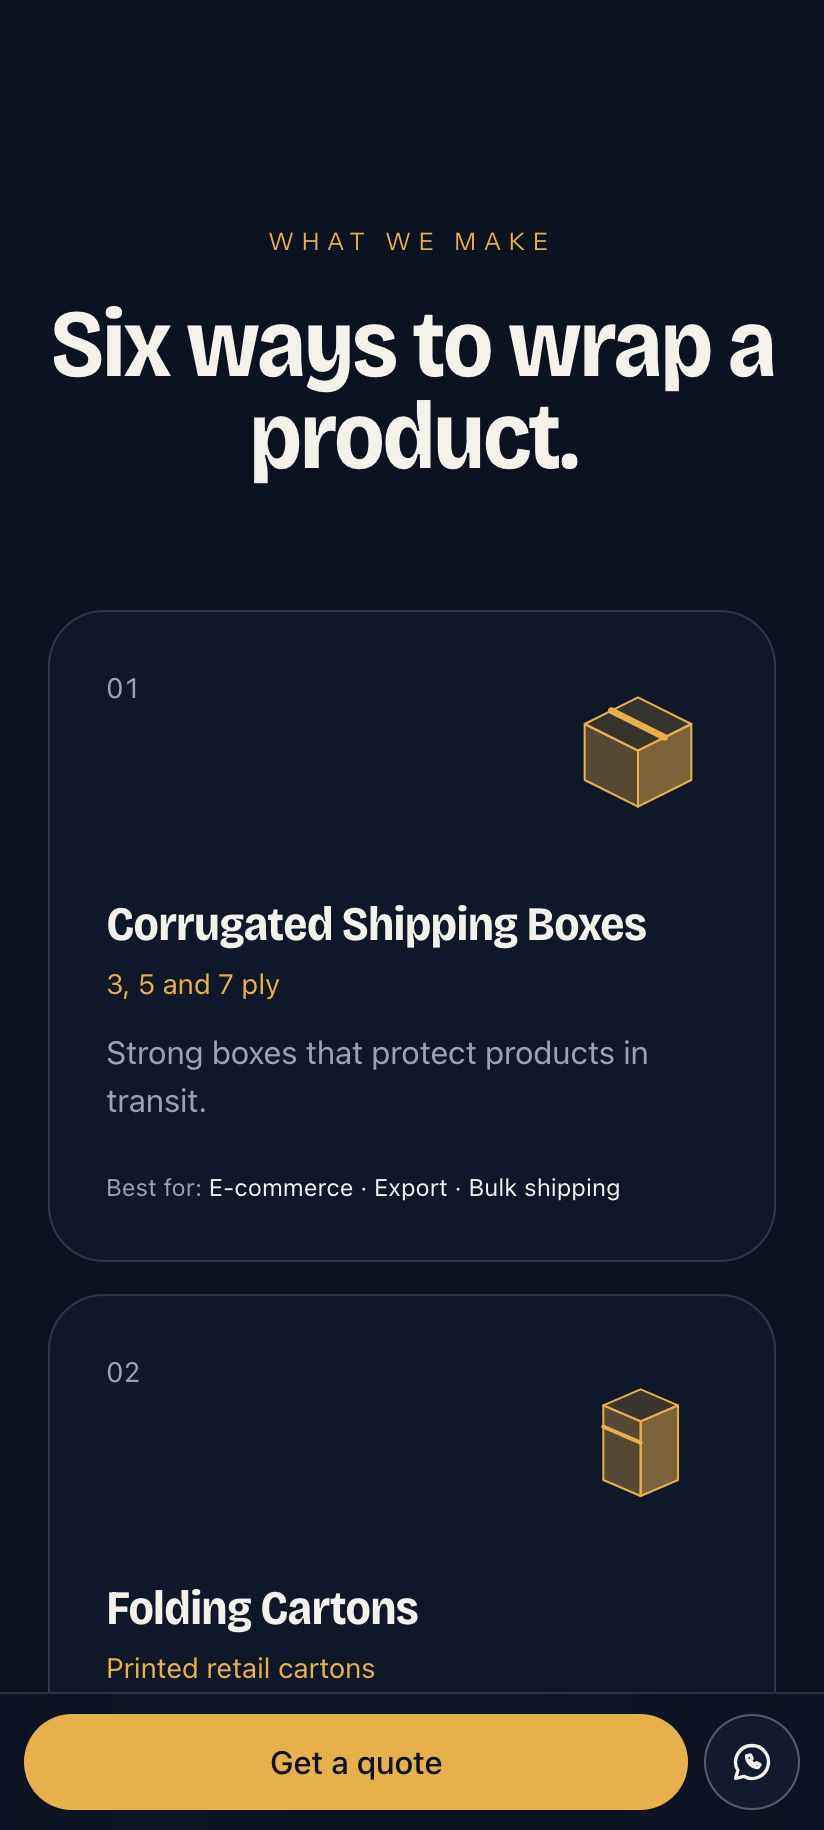 WHAT WE MAKE
Six ways to wrap a
product.
01
Corrugated Shipping Boxes
3, 5 and 7 ply
Strong boxes that protect products in
transit.
Best for: E-commerce · Export · Bulk shipping
02
Folding Cartons
Printed retail cartons
Get a quote